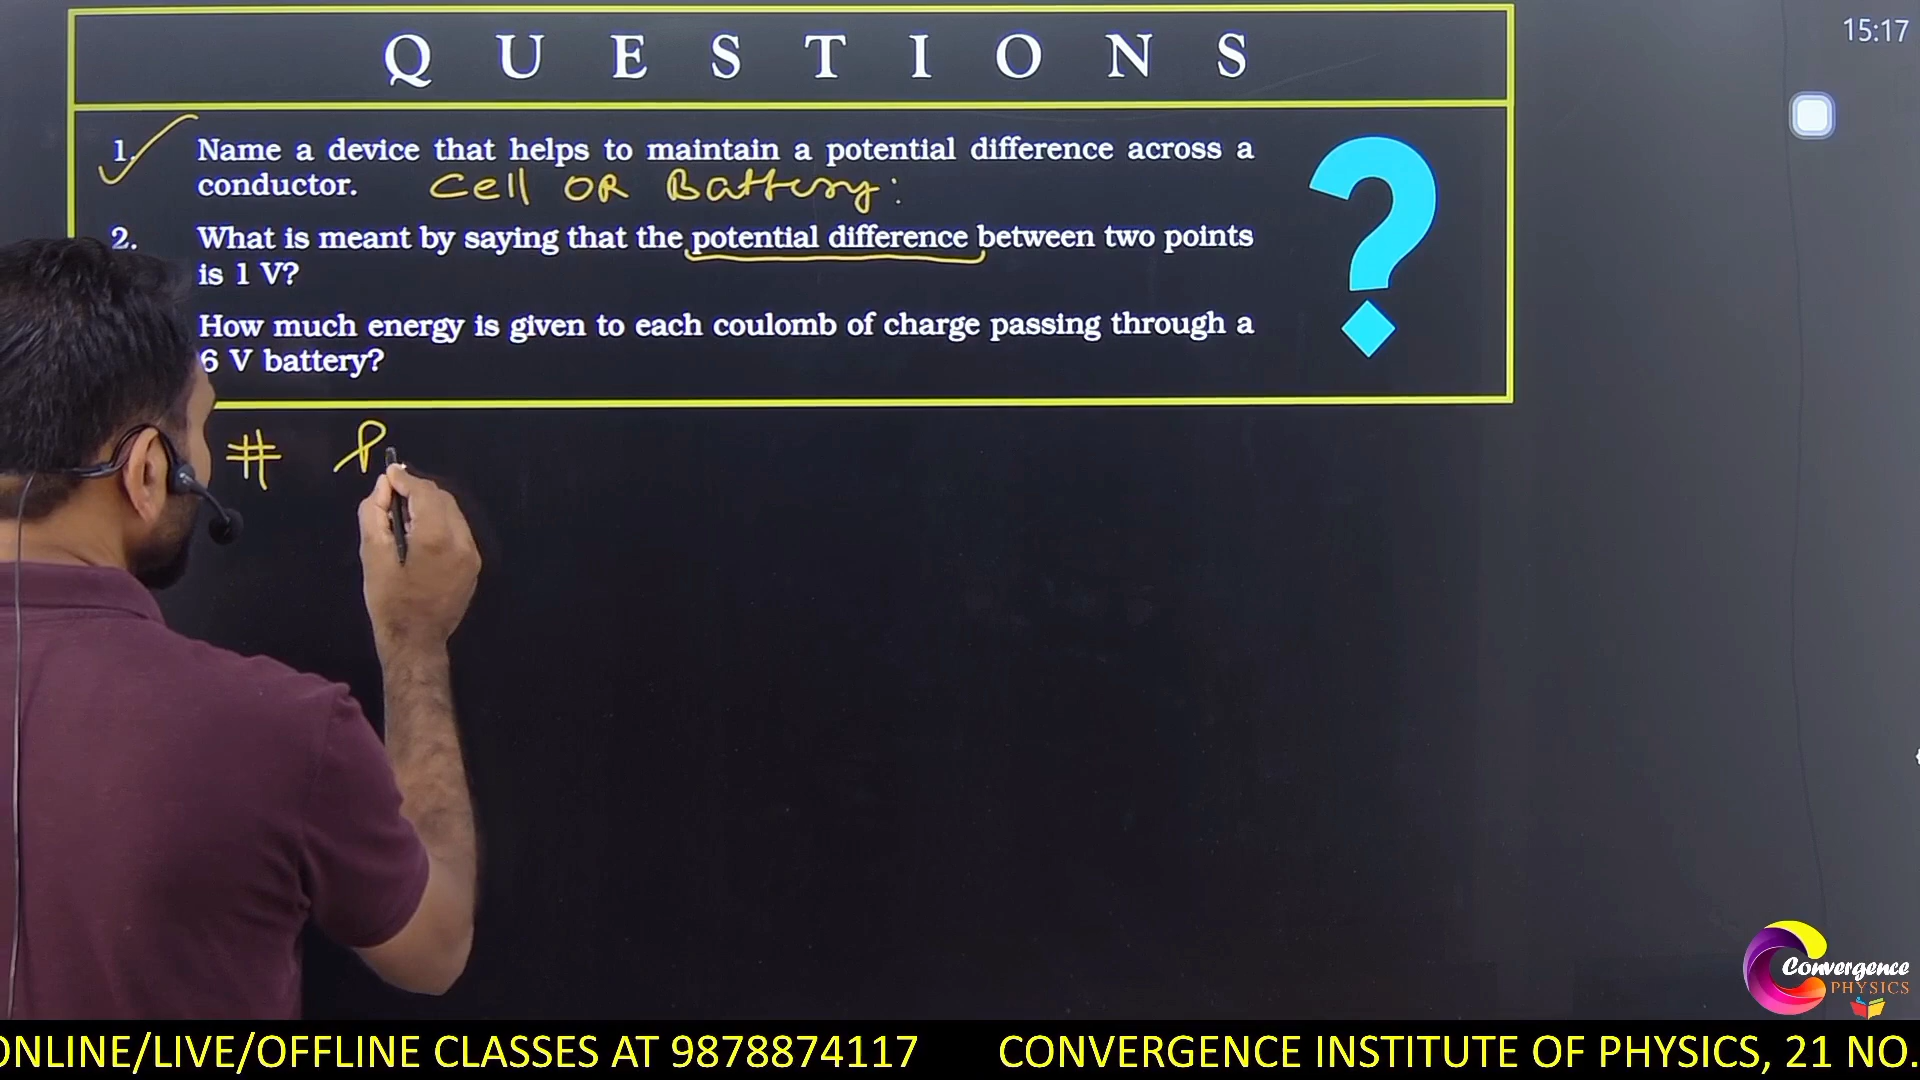 QUESTIONS
15:17
1. Name a device that helps to maintain a potential difference across a
conductor. Cell OR Battery:
2. What is meant by saying that the potential difference between two points
is 1 V?
How much energy is given to each coulomb of charge passing through a
6 V battery?
# P
Convergence
PHYSICS
ONLINE/LIVE/OFFLINE CLASSES AT 9878874117 CONVERGENCE INSTITUTE OF PHYSICS, 21 NO.